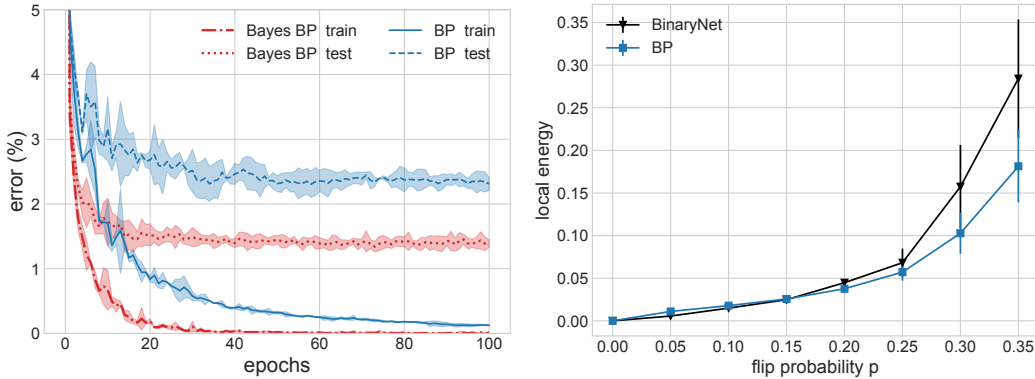 5
4
3
2
1
0
error (%)
Bayes BP train
Bayes BP test
BP train
BP test
0
20
40
60
80
100
epochs
0.35
0.30
0.25
0.20
0.15
0.10
0.05
0.00
local energy
BinaryNet
BP
0.00
0.05
0.10
0.15
0.20
0.25
0.30
0.35
flip probability p